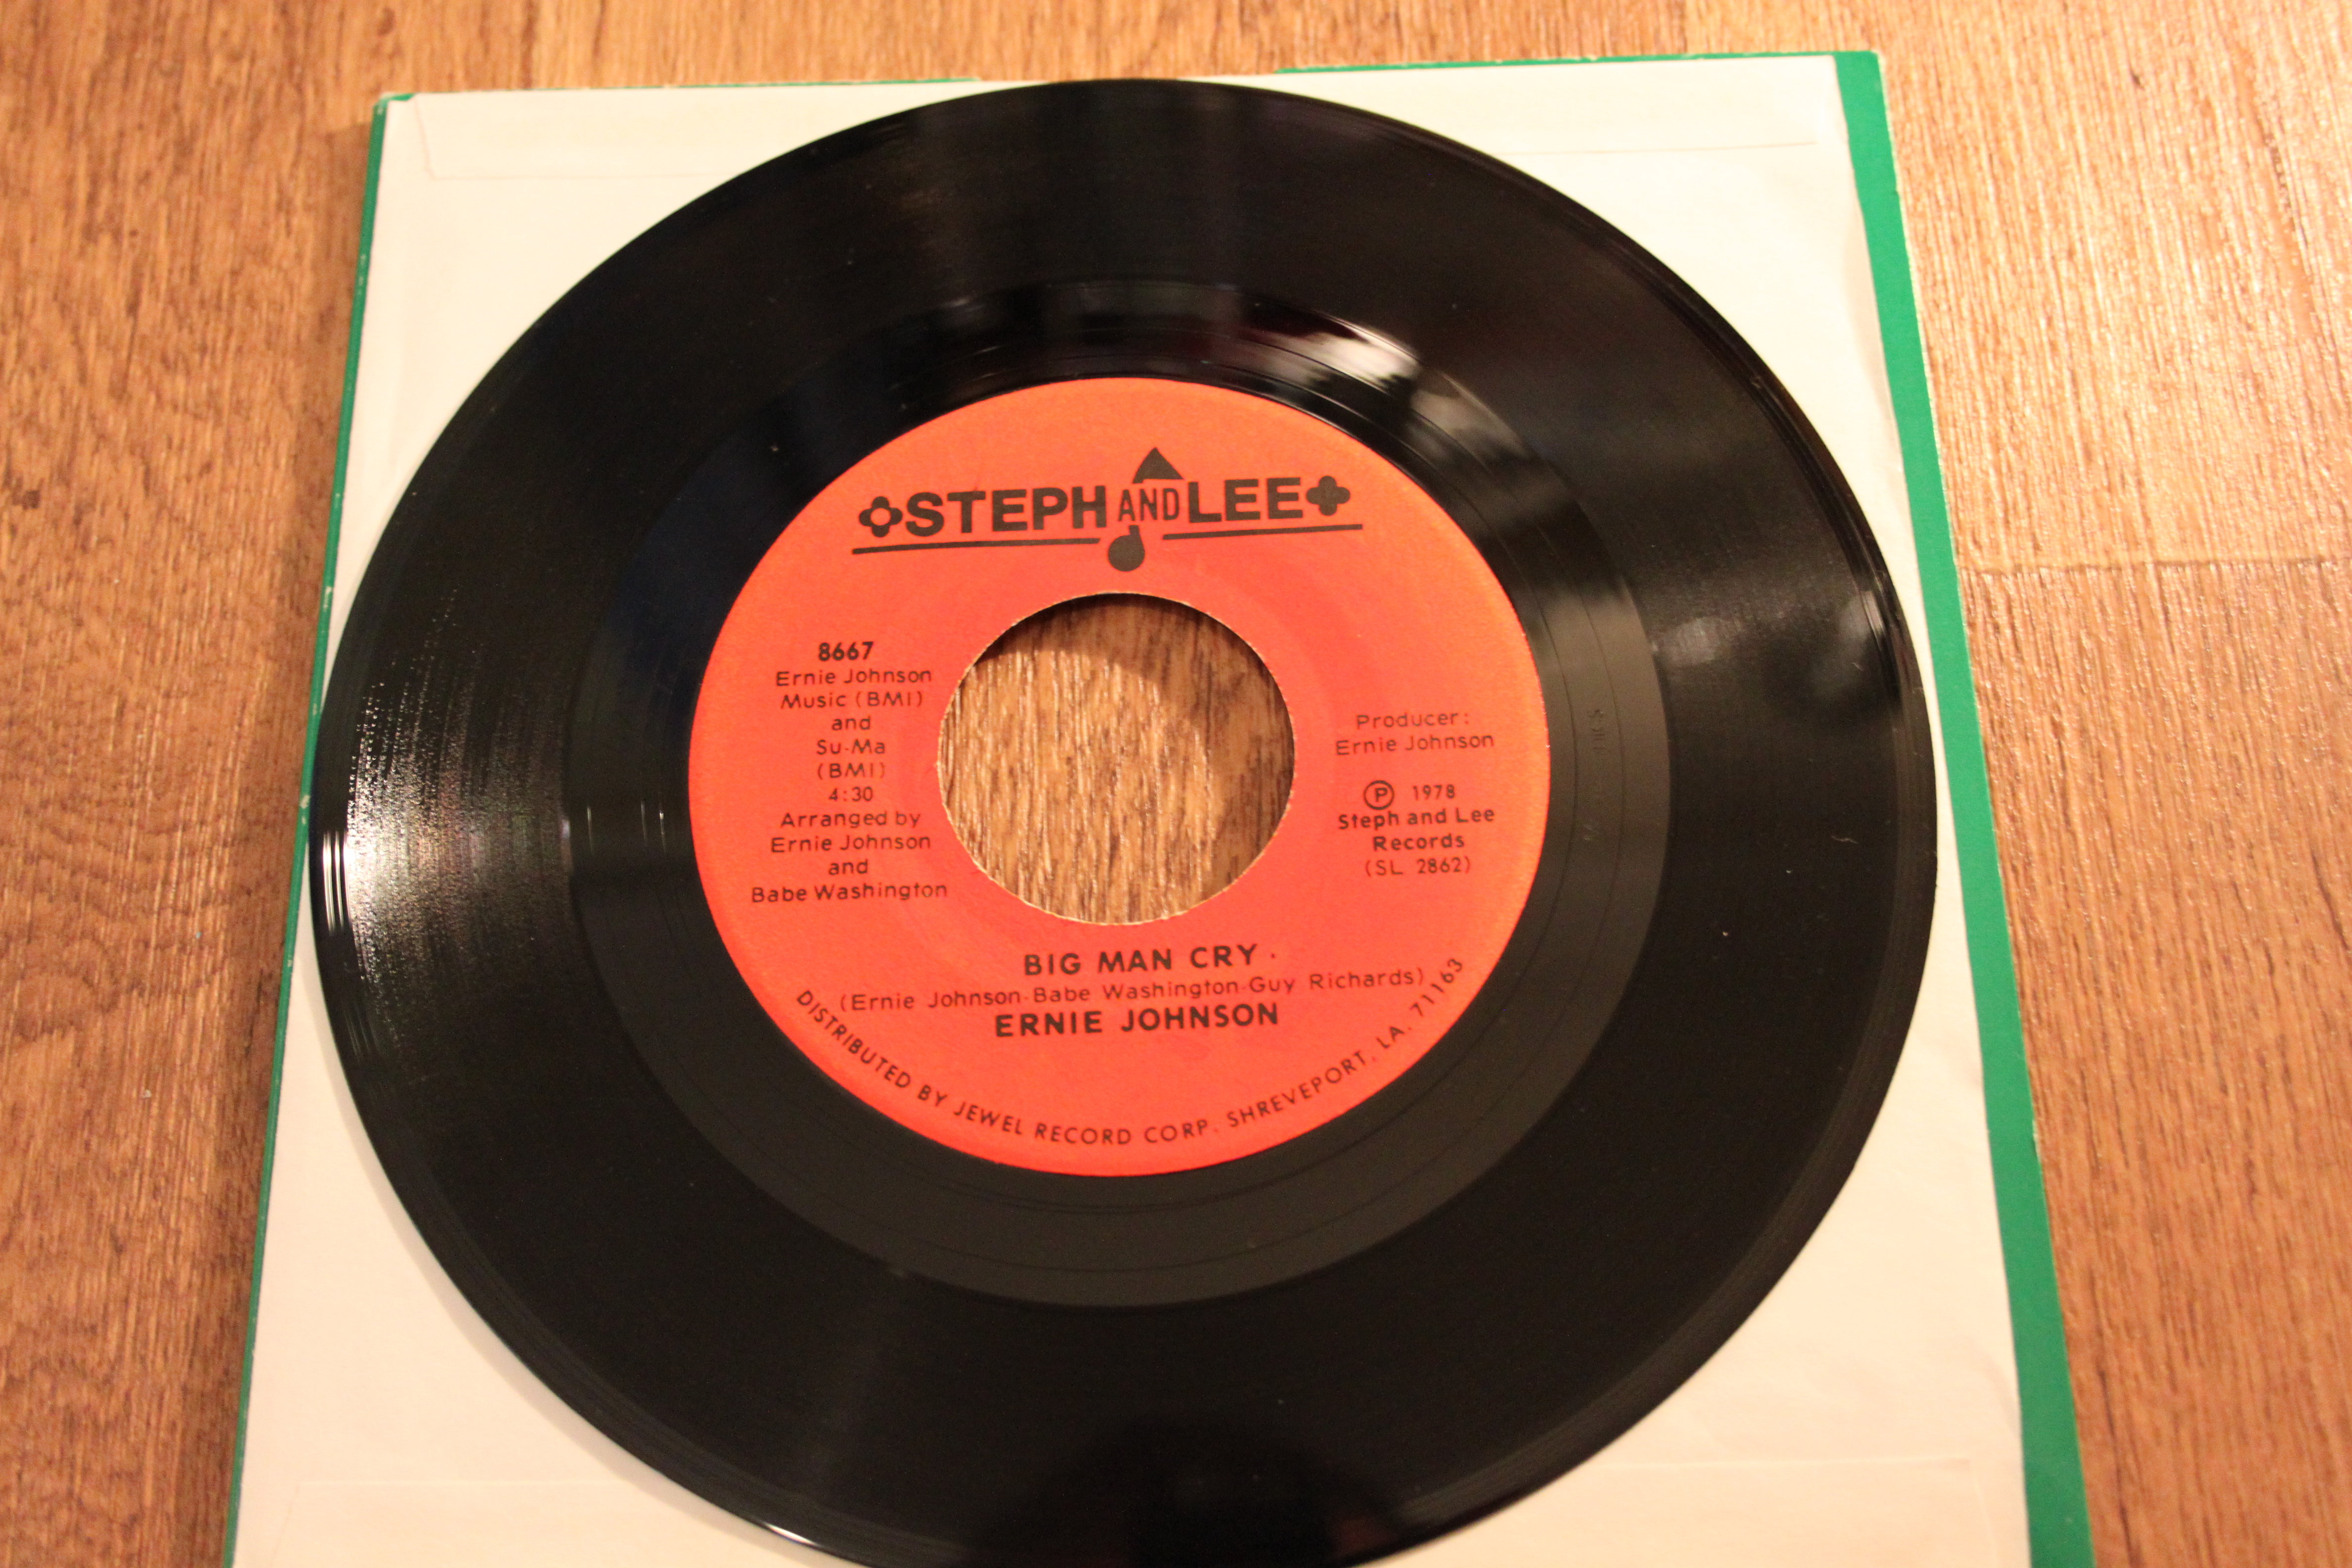 STEPH AND LEE
8667
Ernie Johnson
Music (BMI)
and
Su-Ma
(BMI)
4:30
Arranged by
Ernie Johnson
and
Babe Washington
Producer:
Ernie Johnson
Ⓟ 1978
Steph and Lee
Records
(SL 2862)
BIG MAN CRY
(Ernie Johnson-Babe Washington-Guy Richards)
ERNIE JOHNSON
DISTRIBUTED BY JEWEL RECORD CORP. SHREVEPORT, LA. 71163